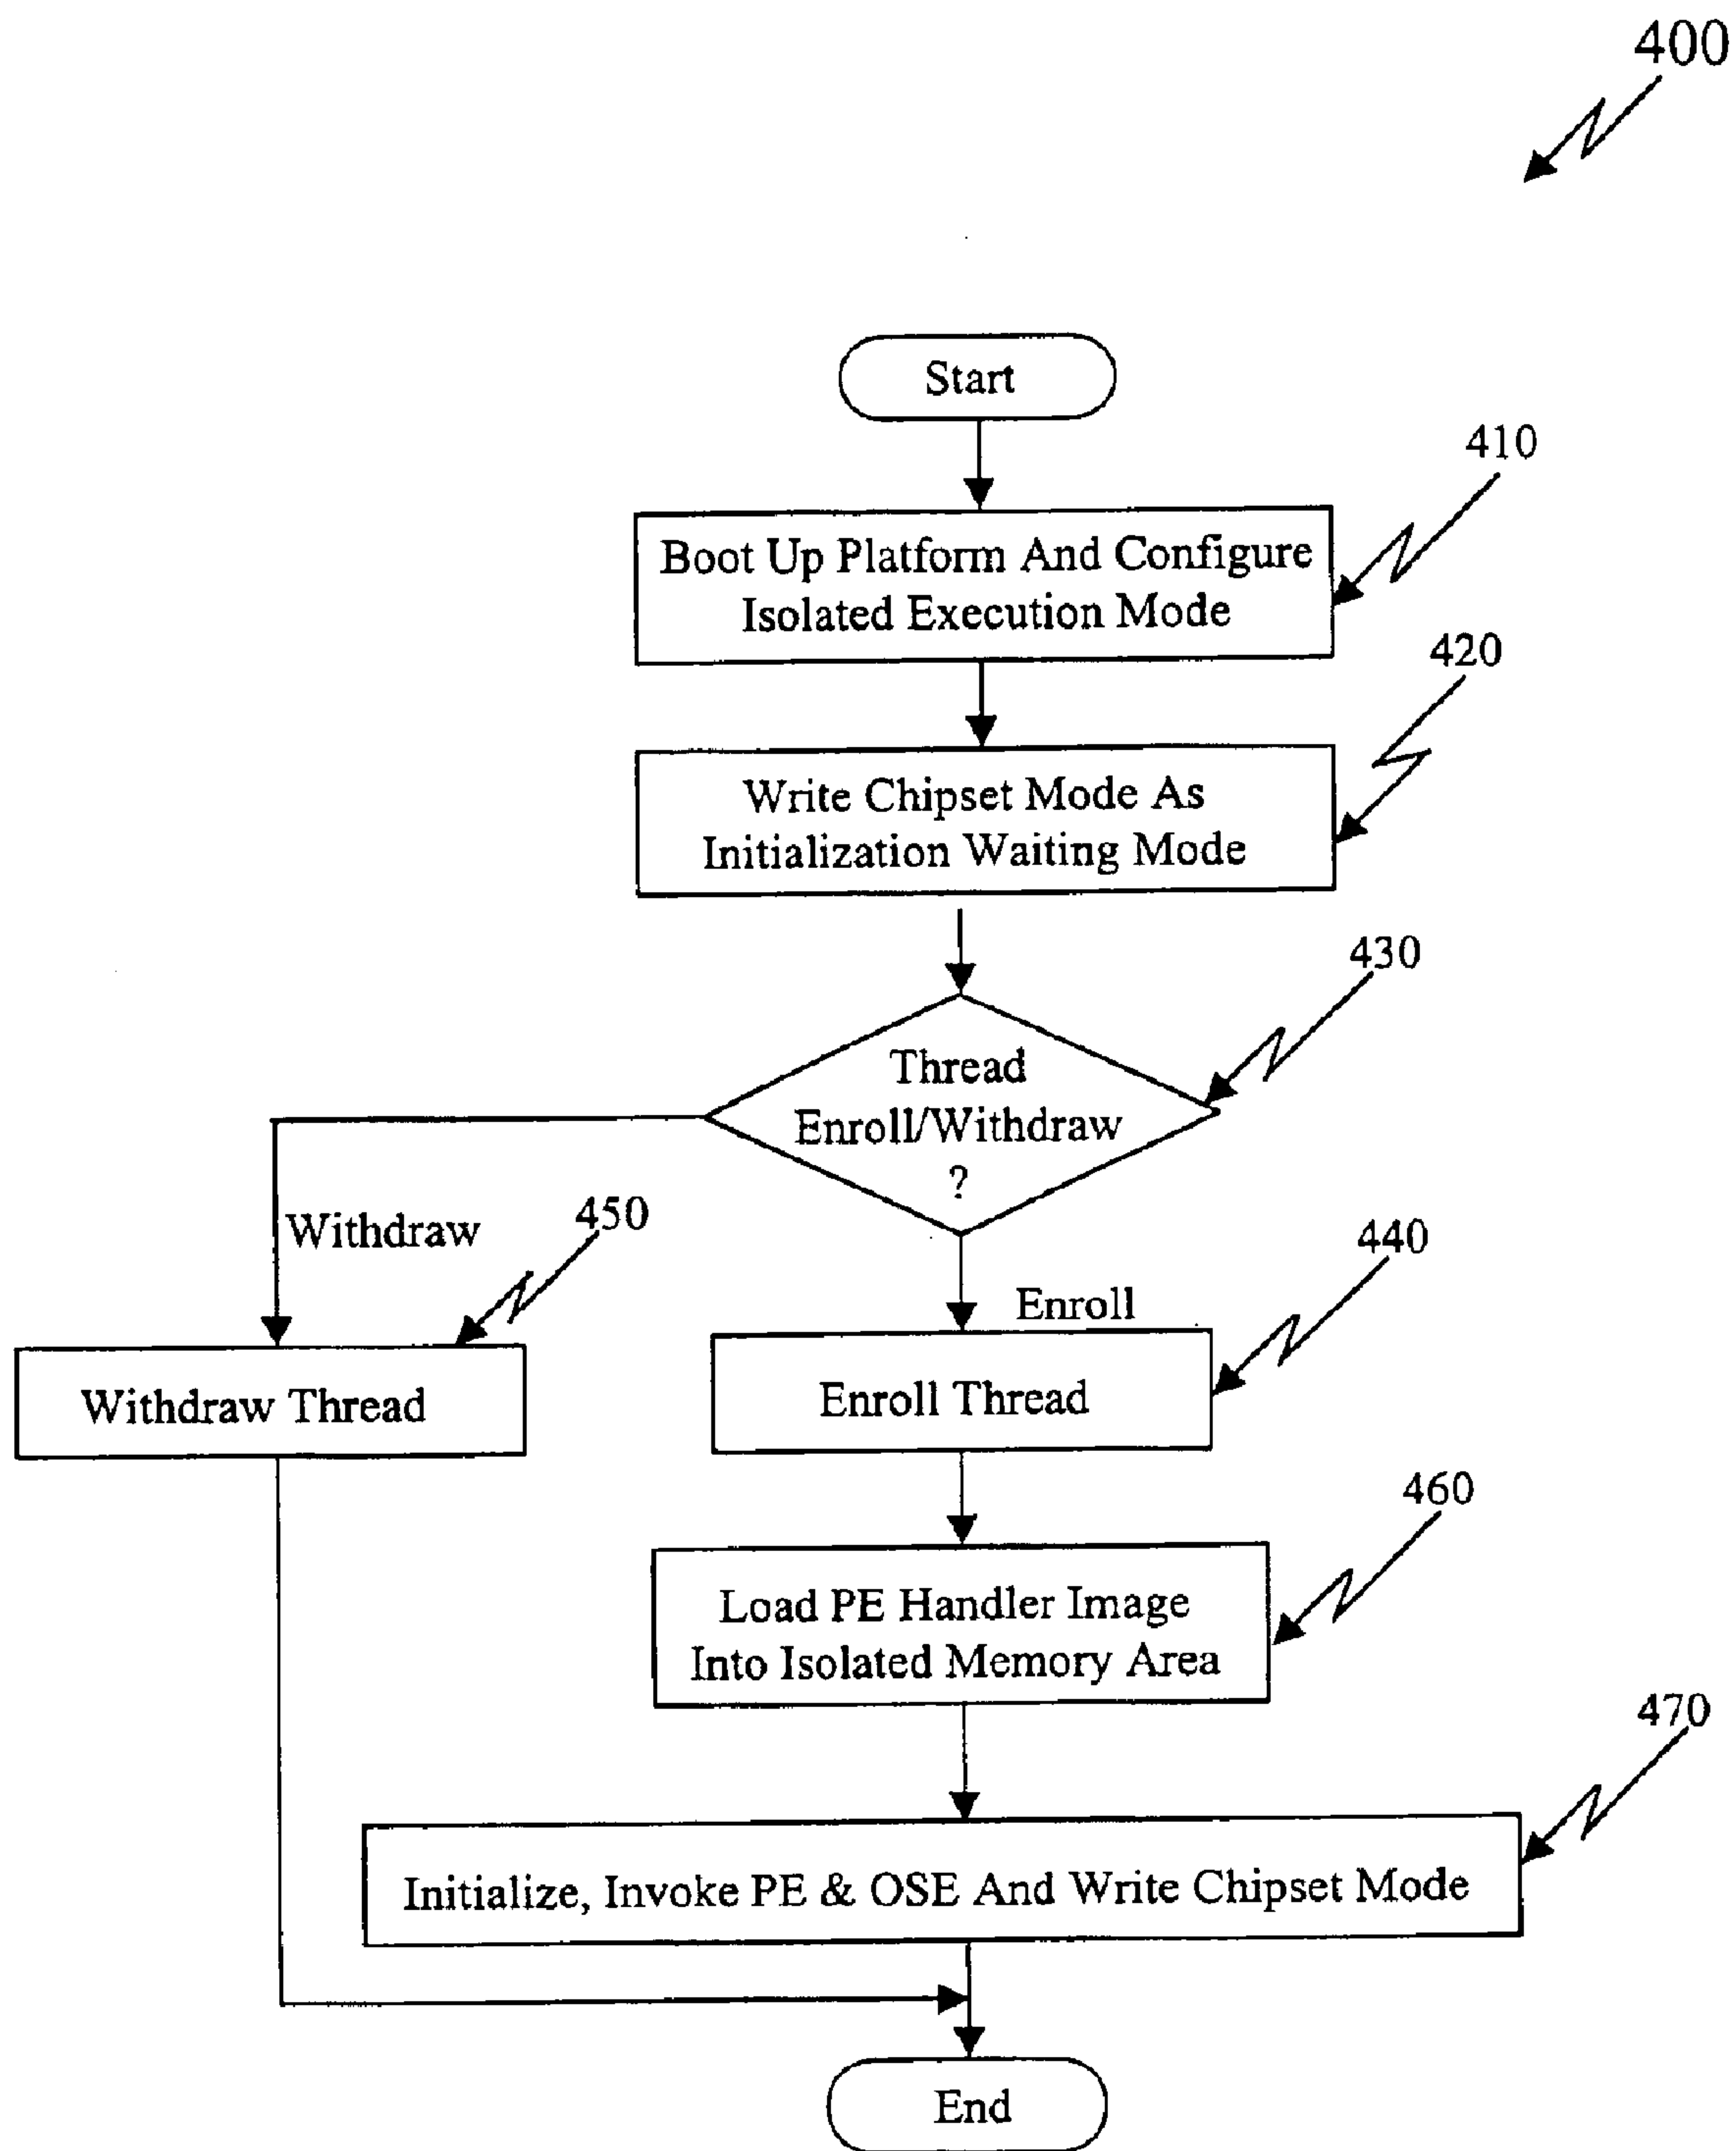 400
Start
410
Boot Up Platform And Configure
Isolated Execution Mode
420
Write Chipset Mode As
Initialization Waiting Mode
430
Thread
Enroll/Withdraw
?
Withdraw
450
440
Enroll
Withdraw Thread
Enroll Thread
460
Load PE Handler Image
Into Isolated Memory Area
470
Initialize, Invoke PE & OSE And Write Chipset Mode
End